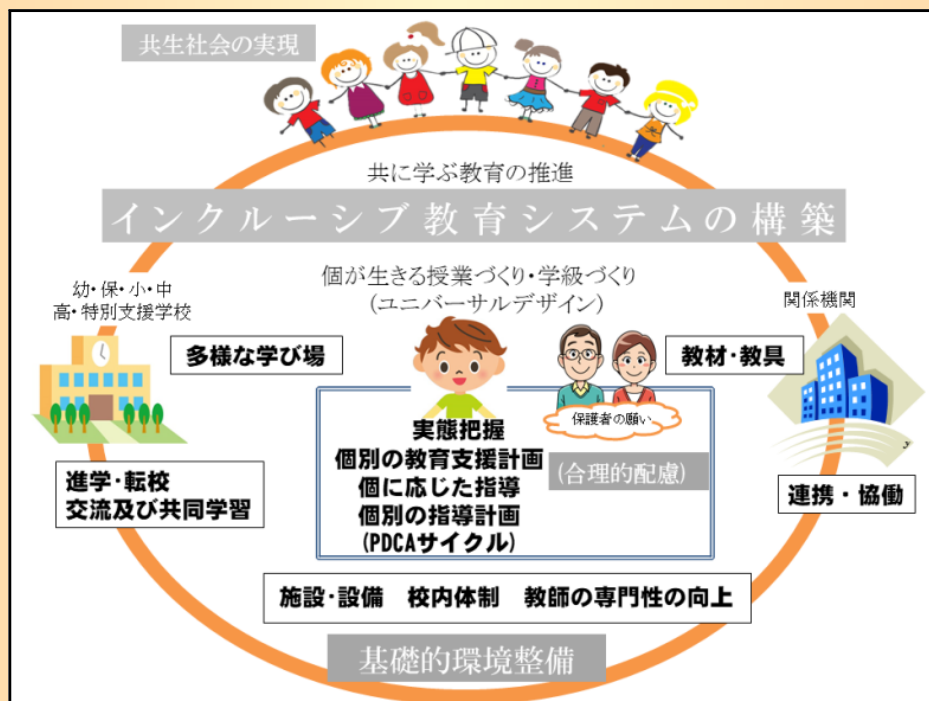 共生社会の実現
共に学ぶ教育の推進
インクルーシブ教育システムの構築
個が生きる授業づくり・学級づくり
(ユニバーサルデザイン)
幼・保・小・中
高・特別支援学校
関係機関
多様な学び場
教材・教具
保護者の願い
実態把握
個別の教育支援計画
(合理的配慮)
個に応じた指導
個別の指導計画
(PDCAサイクル)
進学・転校
交流及び共同学習
連携・協働
施設・設備 校内体制 教師の専門性の向上
基礎的環境整備